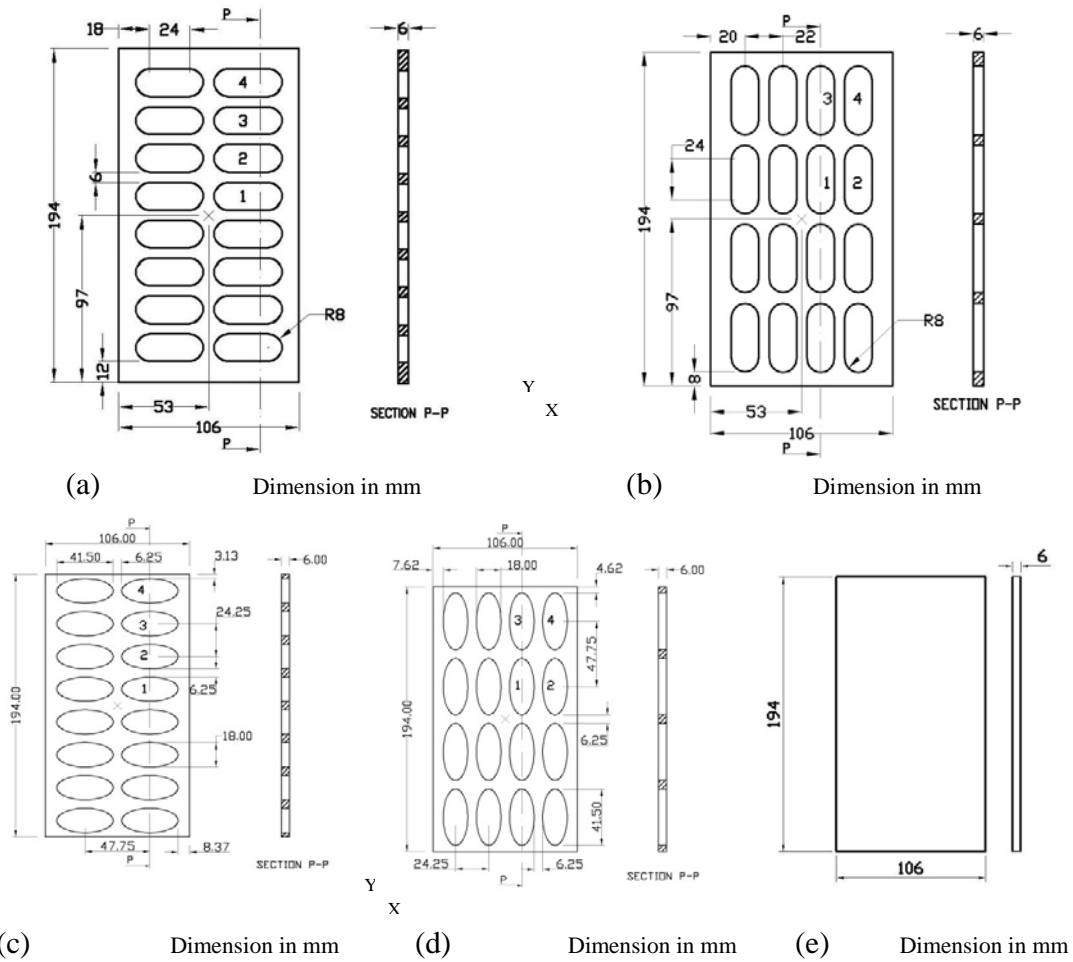 P
18
24
6
4
3
2
1
6
194
97
12
R8
53
106
P
SECTION P-P
(a)
Dimension in mm
P
20
22
6
3
4
24
1
2
194
97
R8
8
53
106
P
SECTION P-P
(b)
Dimension in mm
Y
X
P
106.00
41.50
6.25
3.13
6.00
4
3
24.25
2
1
6.25
194.00
18.00
47.75
8.37
P
SECTION P-P
(c)
Dimension in mm
P
106.00
7.62
18.00
4.62
6.00
3
4
47.75
1
2
194.00
6.25
41.50
24.25
6.25
P
SECTION P-P
(d)
Dimension in mm
Y
X
6
194
106
(e)
Dimension in mm